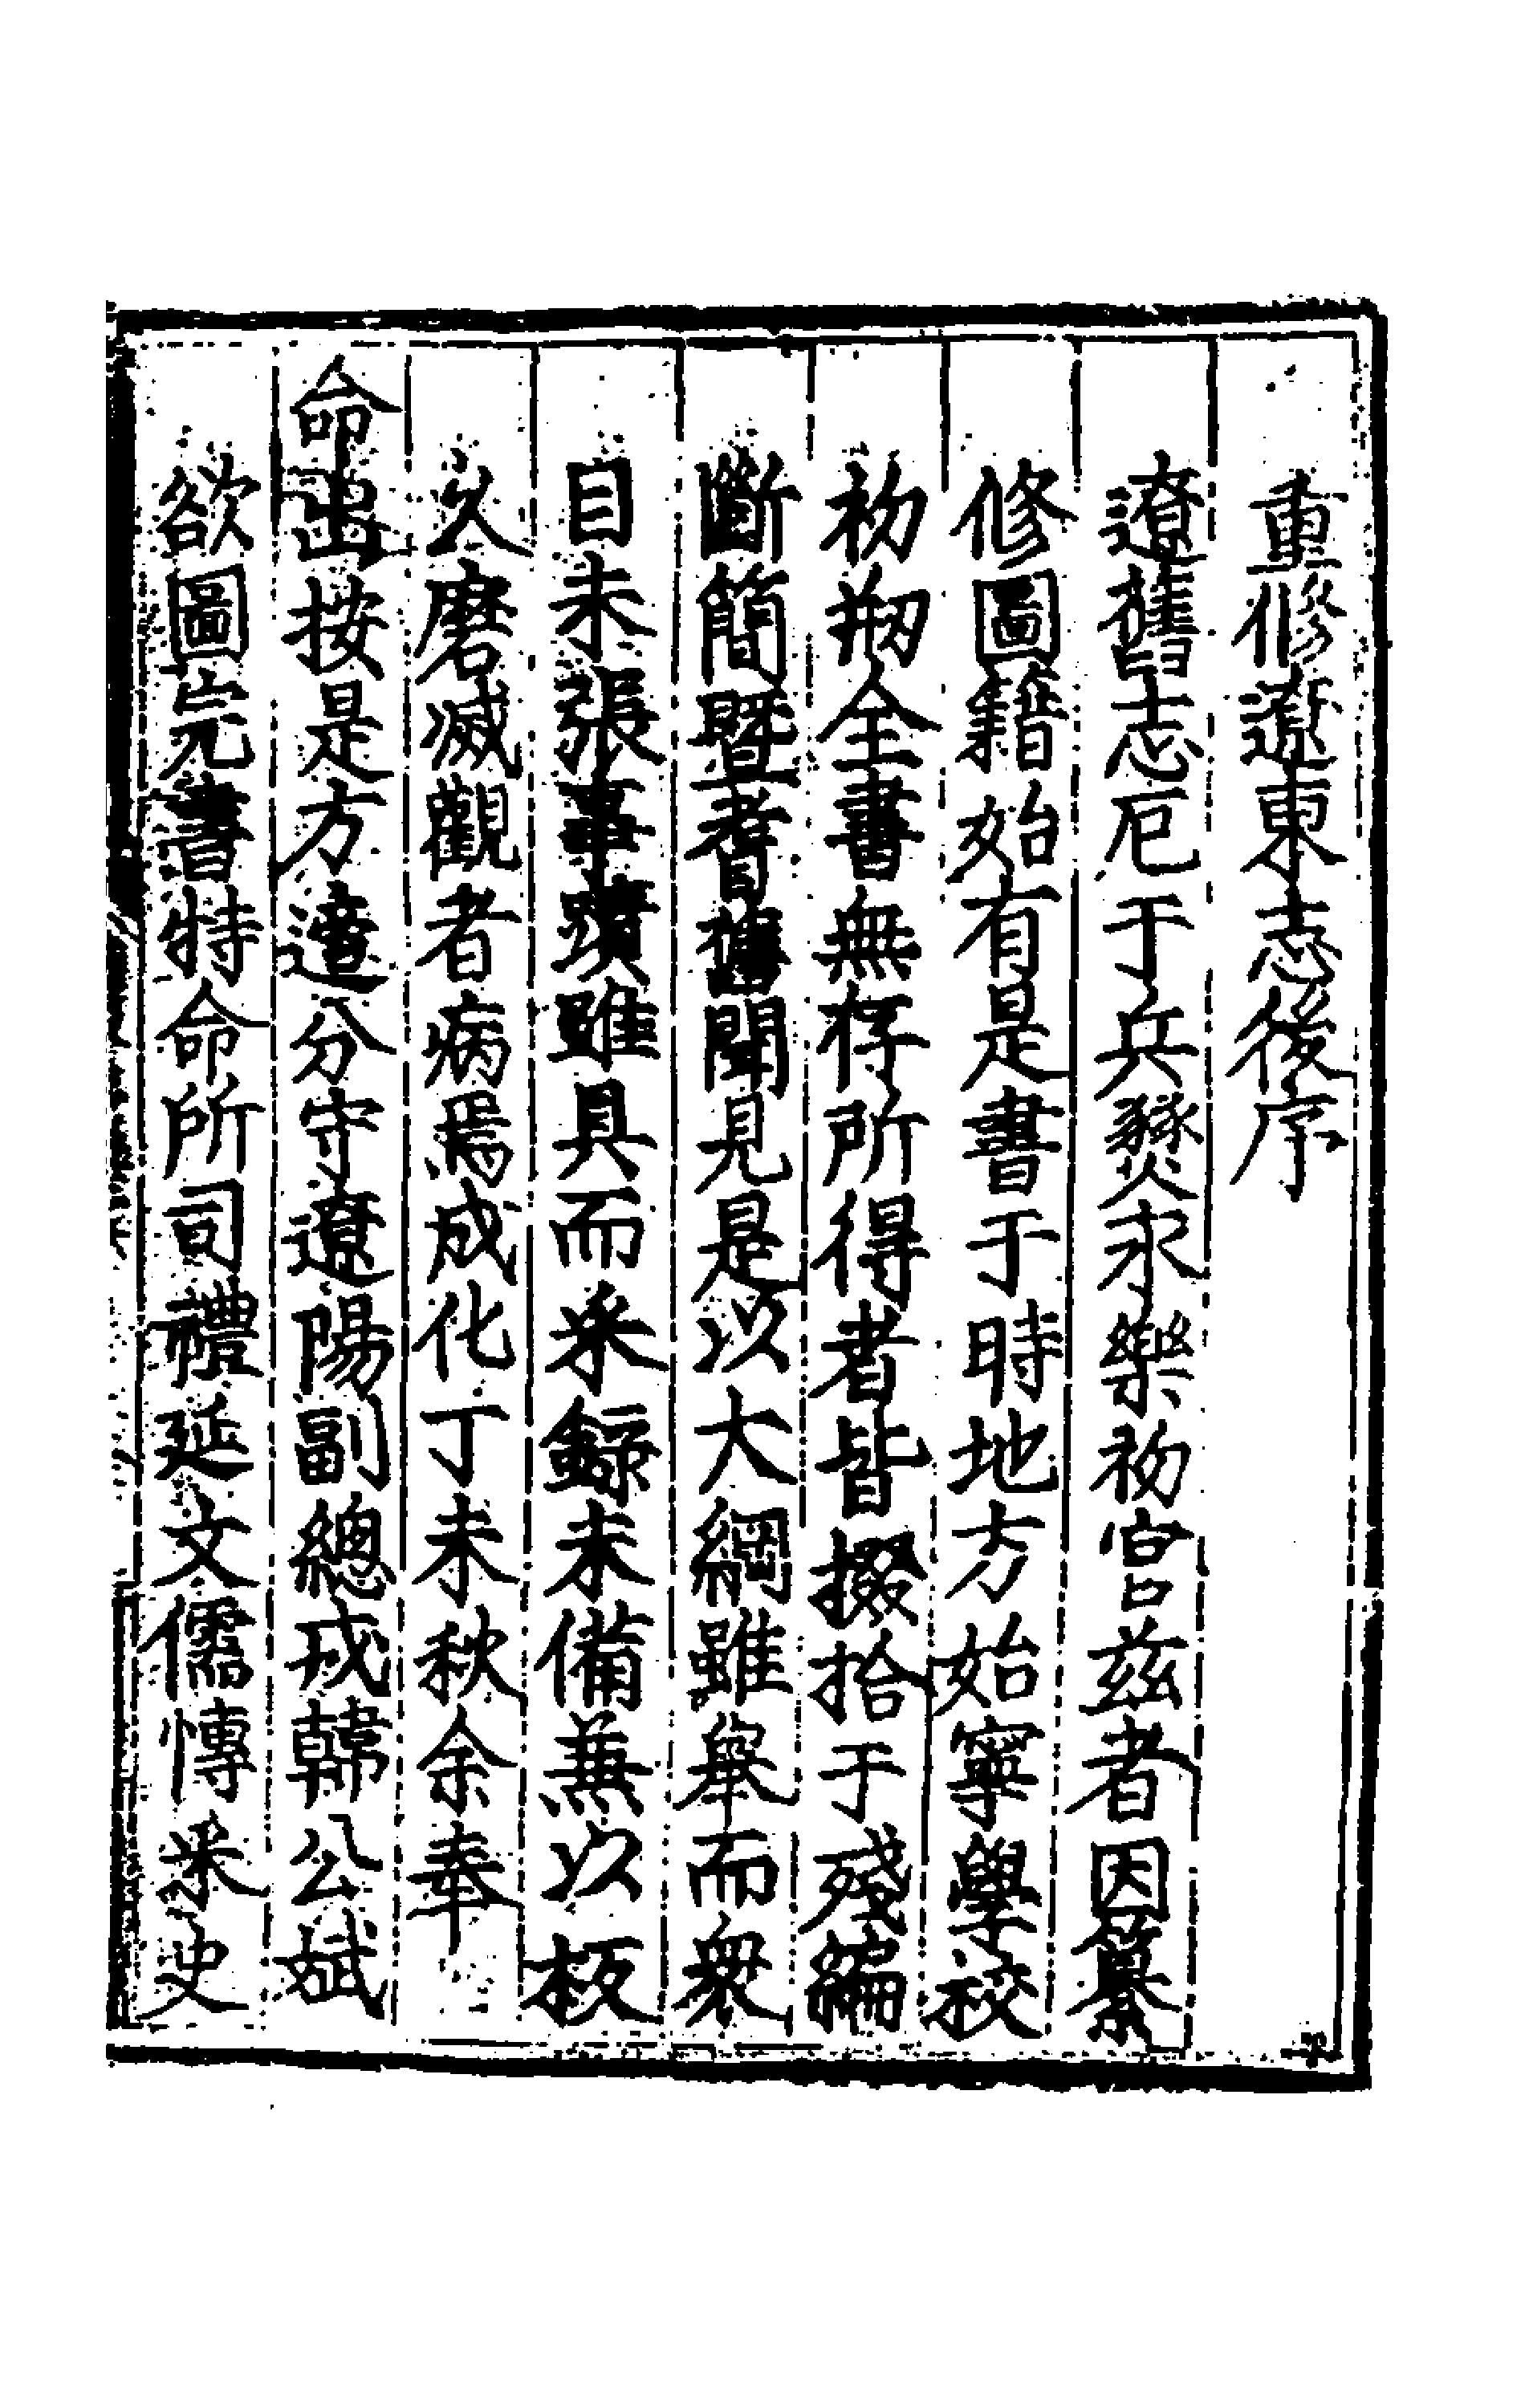 重修遼東志後序
遼舊志厄于兵燹永樂初宦兹者因纂
修圖籍始有是書于時地方始寧學校
初刱全書無存所得者皆掇拾于殘編
斷簡暨耆舊聞見是以大綱雖舉而衆
目未張事蹟雖具而采錄未備兼以板
久磨滅觀者病焉成化丁未秋余奉
命出按是方適分守遼陽副總戎韓公斌
欲圖完書特命所司禮延文儒慱采史